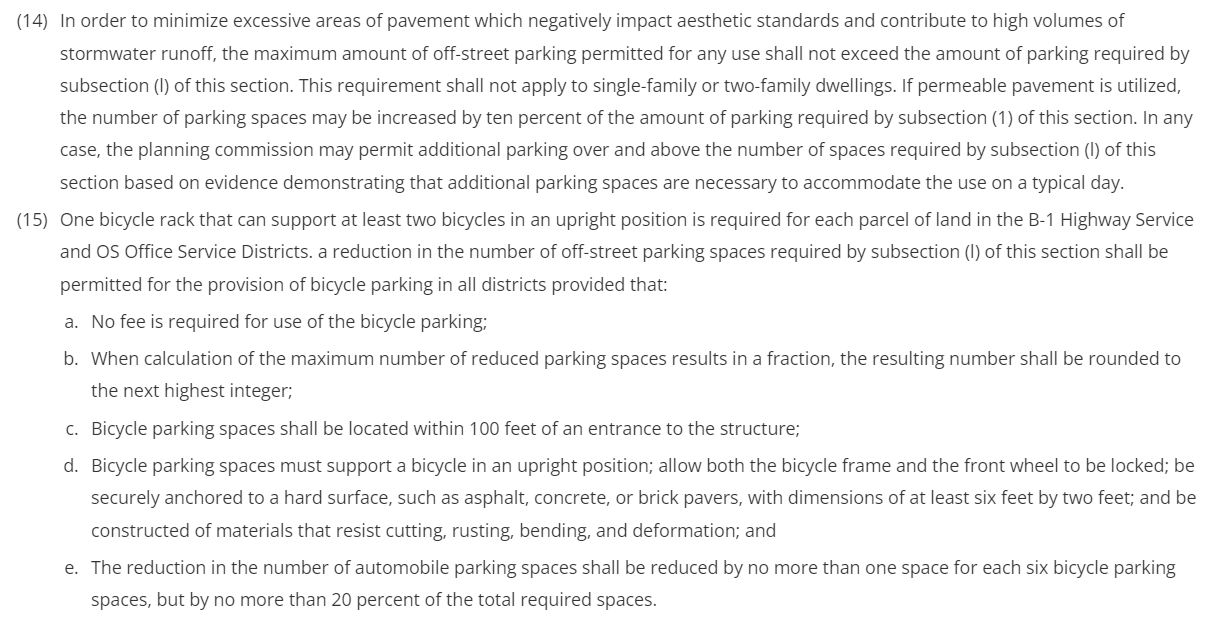 (14) In order to minimize excessive areas of pavement which negatively impact aesthetic standards and contribute to high volumes of
stormwater runoff, the maximum amount of off-street parking permitted for any use shall not exceed the amount of parking required by
subsection (l) of this section. This requirement shall not apply to single-family or two-family dwellings. If permeable pavement is utilized,
the number of parking spaces may be increased by ten percent of the amount of parking required by subsection (1) of this section. In any
case, the planning commission may permit additional parking over and above the number of spaces required by subsection (l) of this
section based on evidence demonstrating that additional parking spaces are necessary to accommodate the use on a typical day.
(15) One bicycle rack that can support at least two bicycles in an upright position is required for each parcel of land in the B-1 Highway Service
and OS Office Service Districts. a reduction in the number of off-street parking spaces required by subsection (l) of this section shall be
permitted for the provision of bicycle parking in all districts provided that:
a. No fee is required for use of the bicycle parking;
b. When calculation of the maximum number of reduced parking spaces results in a fraction, the resulting number shall be rounded to
the next highest integer;
c. Bicycle parking spaces shall be located within 100 feet of an entrance to the structure;
d. Bicycle parking spaces must support a bicycle in an upright position; allow both the bicycle frame and the front wheel to be locked; be
securely anchored to a hard surface, such as asphalt, concrete, or brick pavers, with dimensions of at least six feet by two feet; and be
constructed of materials that resist cutting, rusting, bending, and deformation; and
e. The reduction in the number of automobile parking spaces shall be reduced by no more than one space for each six bicycle parking
spaces, but by no more than 20 percent of the total required spaces.